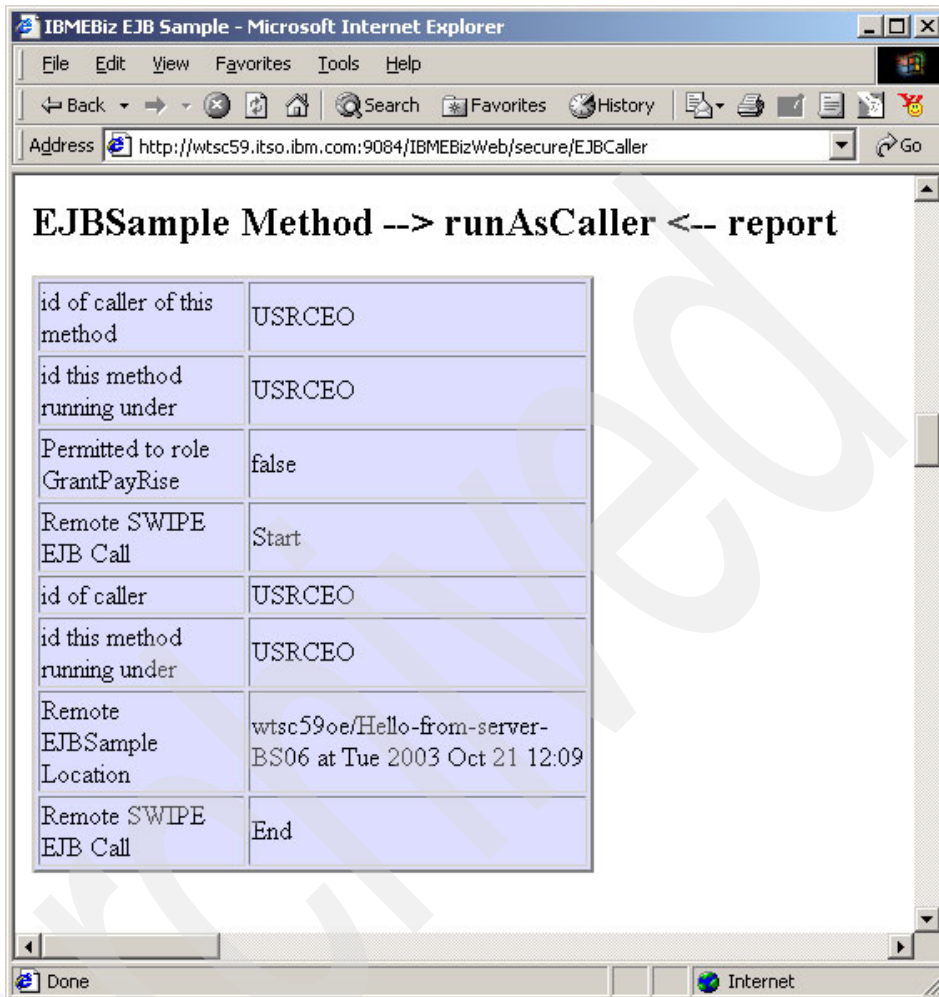 IBMEBiz EJB Sample - Microsoft Internet Explorer
File Edit View Favorites Tools Help
Back Search Favorites History
Address http://wtsc59.itso.ibm.com:9084/IBMEBizWeb/secure/EJBCaller Go
EJBSample Method --> runAsCaller <-- report
id of caller of this
method
USRCEO
id this method
running under
USRCEO
Permitted to role
GrantPayRise
false
Remote SWIPE
EJB Call
Start
id of caller
USRCEO
id this method
running under
USRCEO
Remote
EJBSample
Location
wtsc59oe/Hello-from-server-
BS06 at Tue 2003 Oct 21 12:09
Remote SWIPE
EJB Call
End
Done Internet
rchived